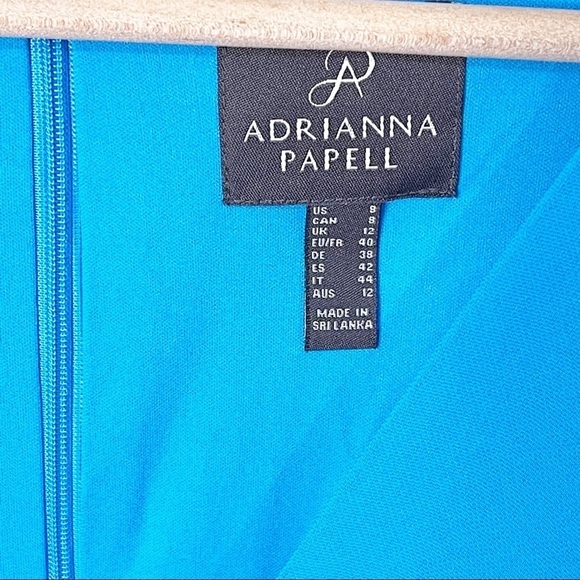 ADRIANNA
PAPELL
US 8
CAN 8
UK 12
EU/FR 40
DE 38
ES 42
IT 44
AUS 12
MADE IN
SRI LANKA